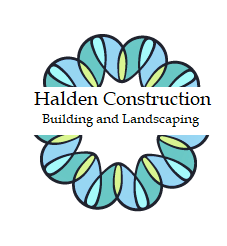 Halden Construction
Building and Landscaping